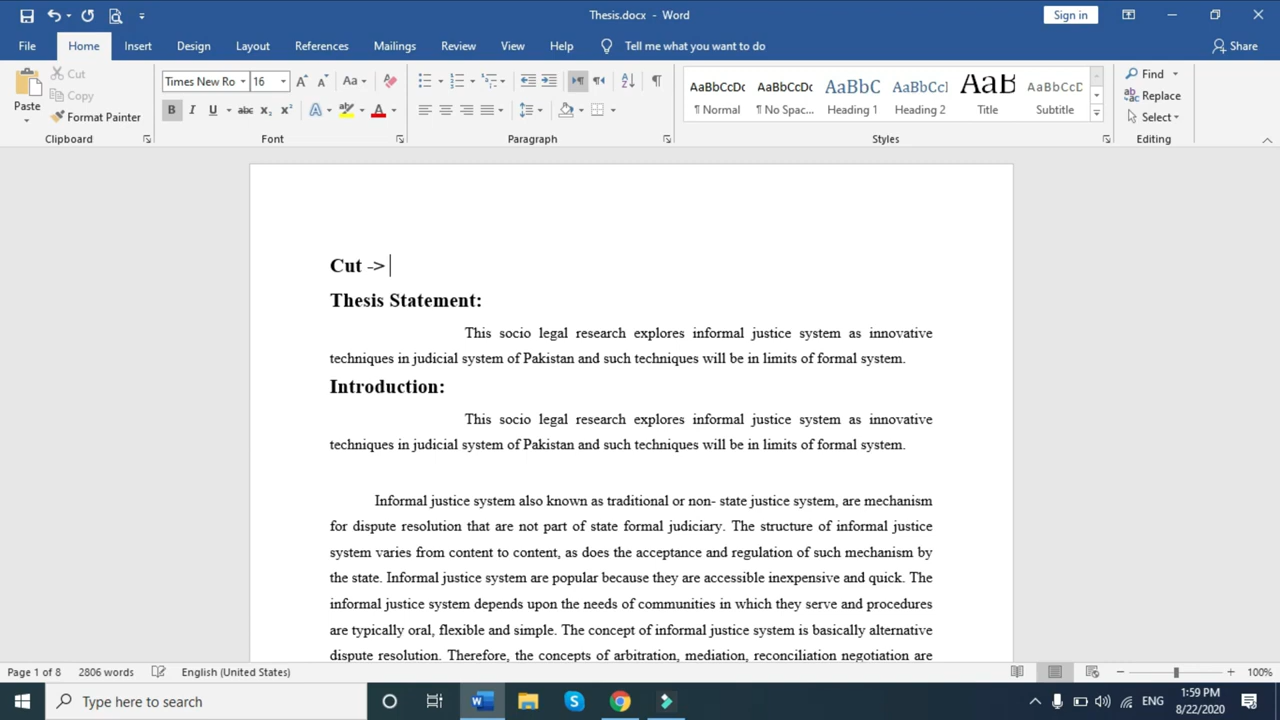 Thesis.docx - Word
Sign in
File Home Insert Design Layout References Mailings Review View Help Tell me what you want to do Share
Paste
Cut
Copy
Format Painter
Clipboard
Times New Ro 16
Font
Paragraph
AaBbCcDc AaBbCcDc AaBbC AaBbCcI AaB AaBbCcD
¶ Normal ¶ No Spac... Heading 1 Heading 2 Title Subtitle
Styles
Find
Replace
Select
Editing
Cut ->
Thesis Statement:
This socio legal research explores informal justice system as innovative
techniques in judicial system of Pakistan and such techniques will be in limits of formal system.
Introduction:
This socio legal research explores informal justice system as innovative
techniques in judicial system of Pakistan and such techniques will be in limits of formal system.
Informal justice system also known as traditional or non- state justice system, are mechanism
for dispute resolution that are not part of state formal judiciary. The structure of informal justice
system varies from content to content, as does the acceptance and regulation of such mechanism by
the state. Informal justice system are popular because they are accessible inexpensive and quick. The
informal justice system depends upon the needs of communities in which they serve and procedures
are typically oral, flexible and simple. The concept of informal justice system is basically alternative
dispute resolution. Therefore, the concepts of arbitration, mediation, reconciliation negotiation are
Page 1 of 8 2806 words English (United States) 100%
Type here to search
ENG
1:59 PM
8/22/2020